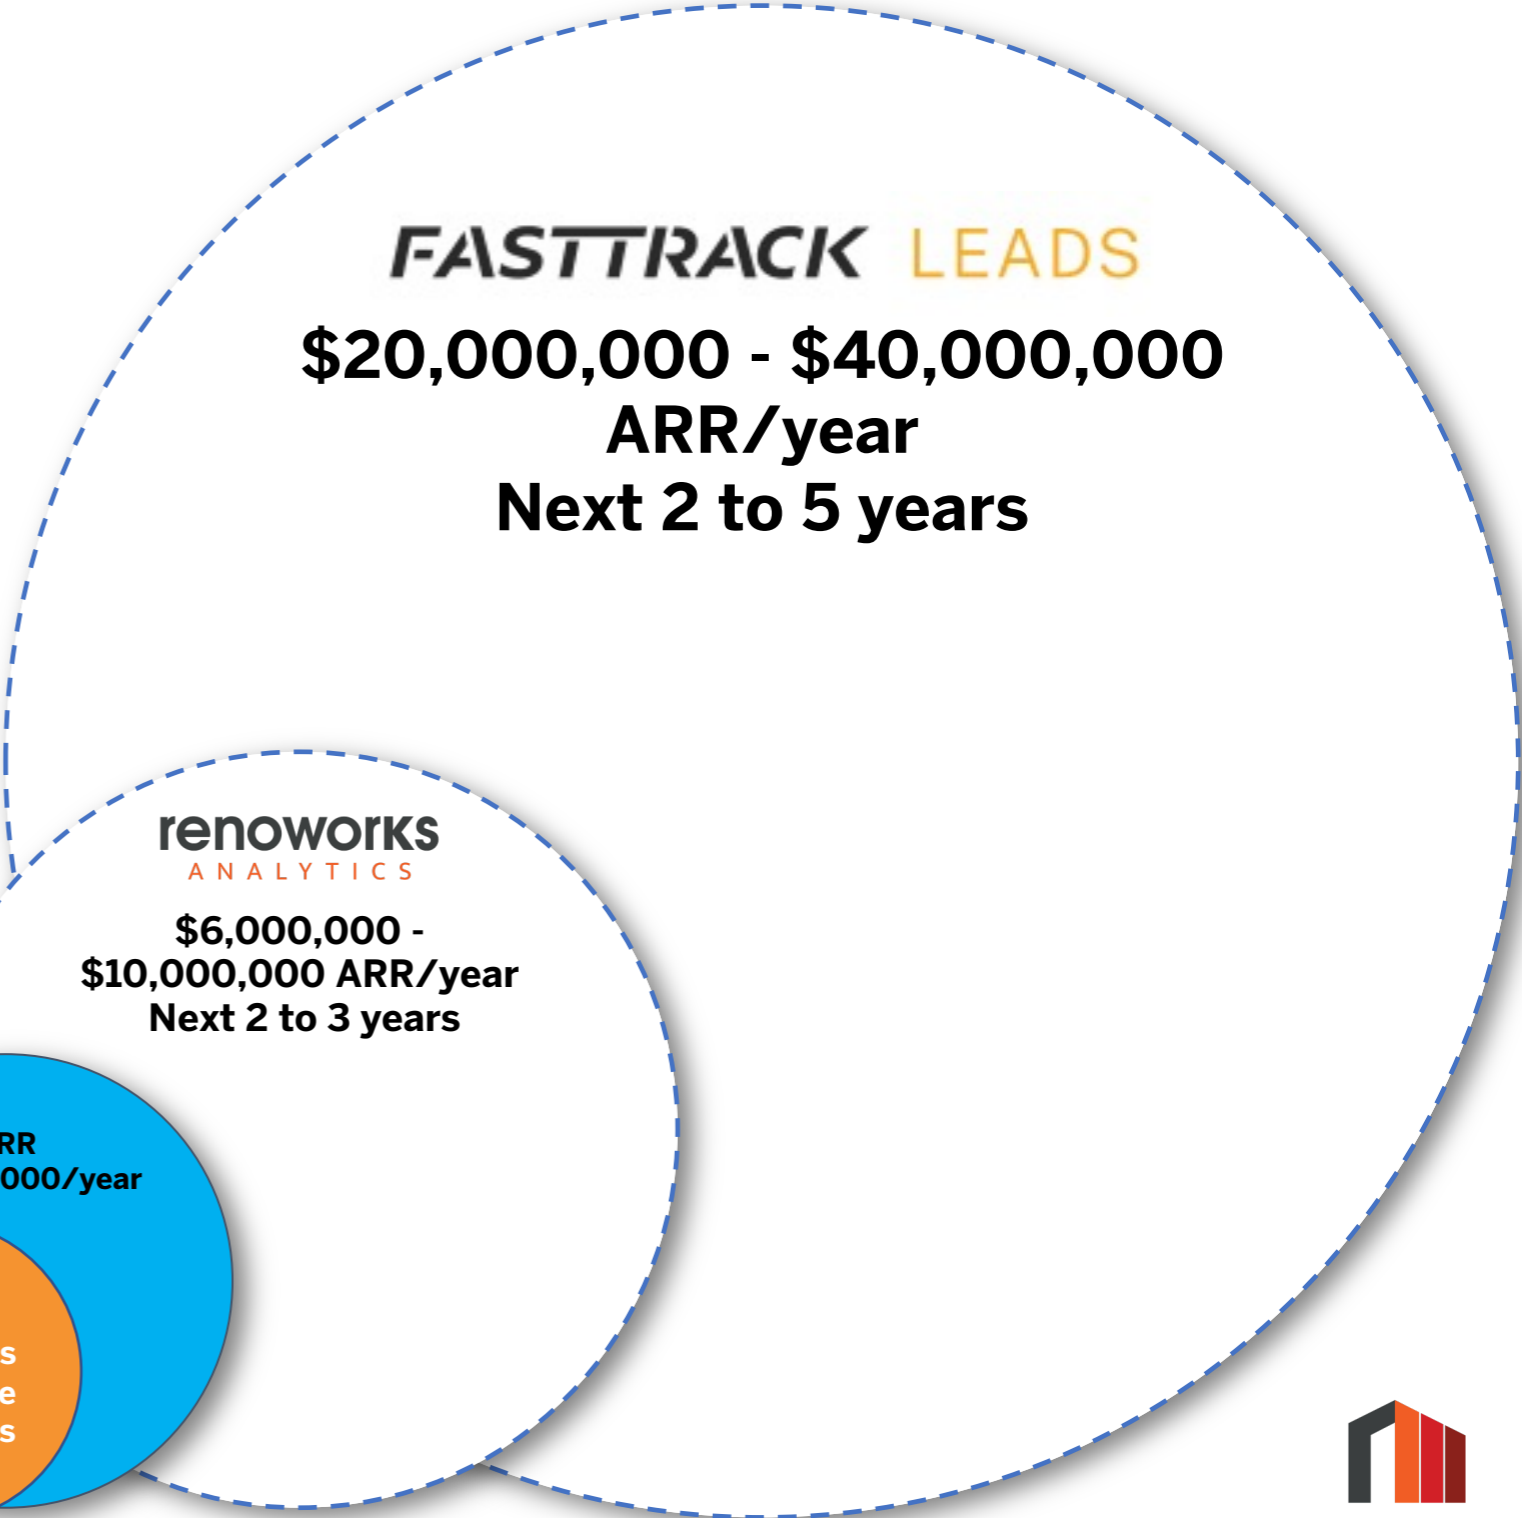 FASTTRACK LEADS
$20,000,000 - $40,000,000
ARR/year
Next 2 to 5 years
renoworks
ANALYTICS
$6,000,000 -
$10,000,000 ARR/year
Next 2 to 3 years
000/year